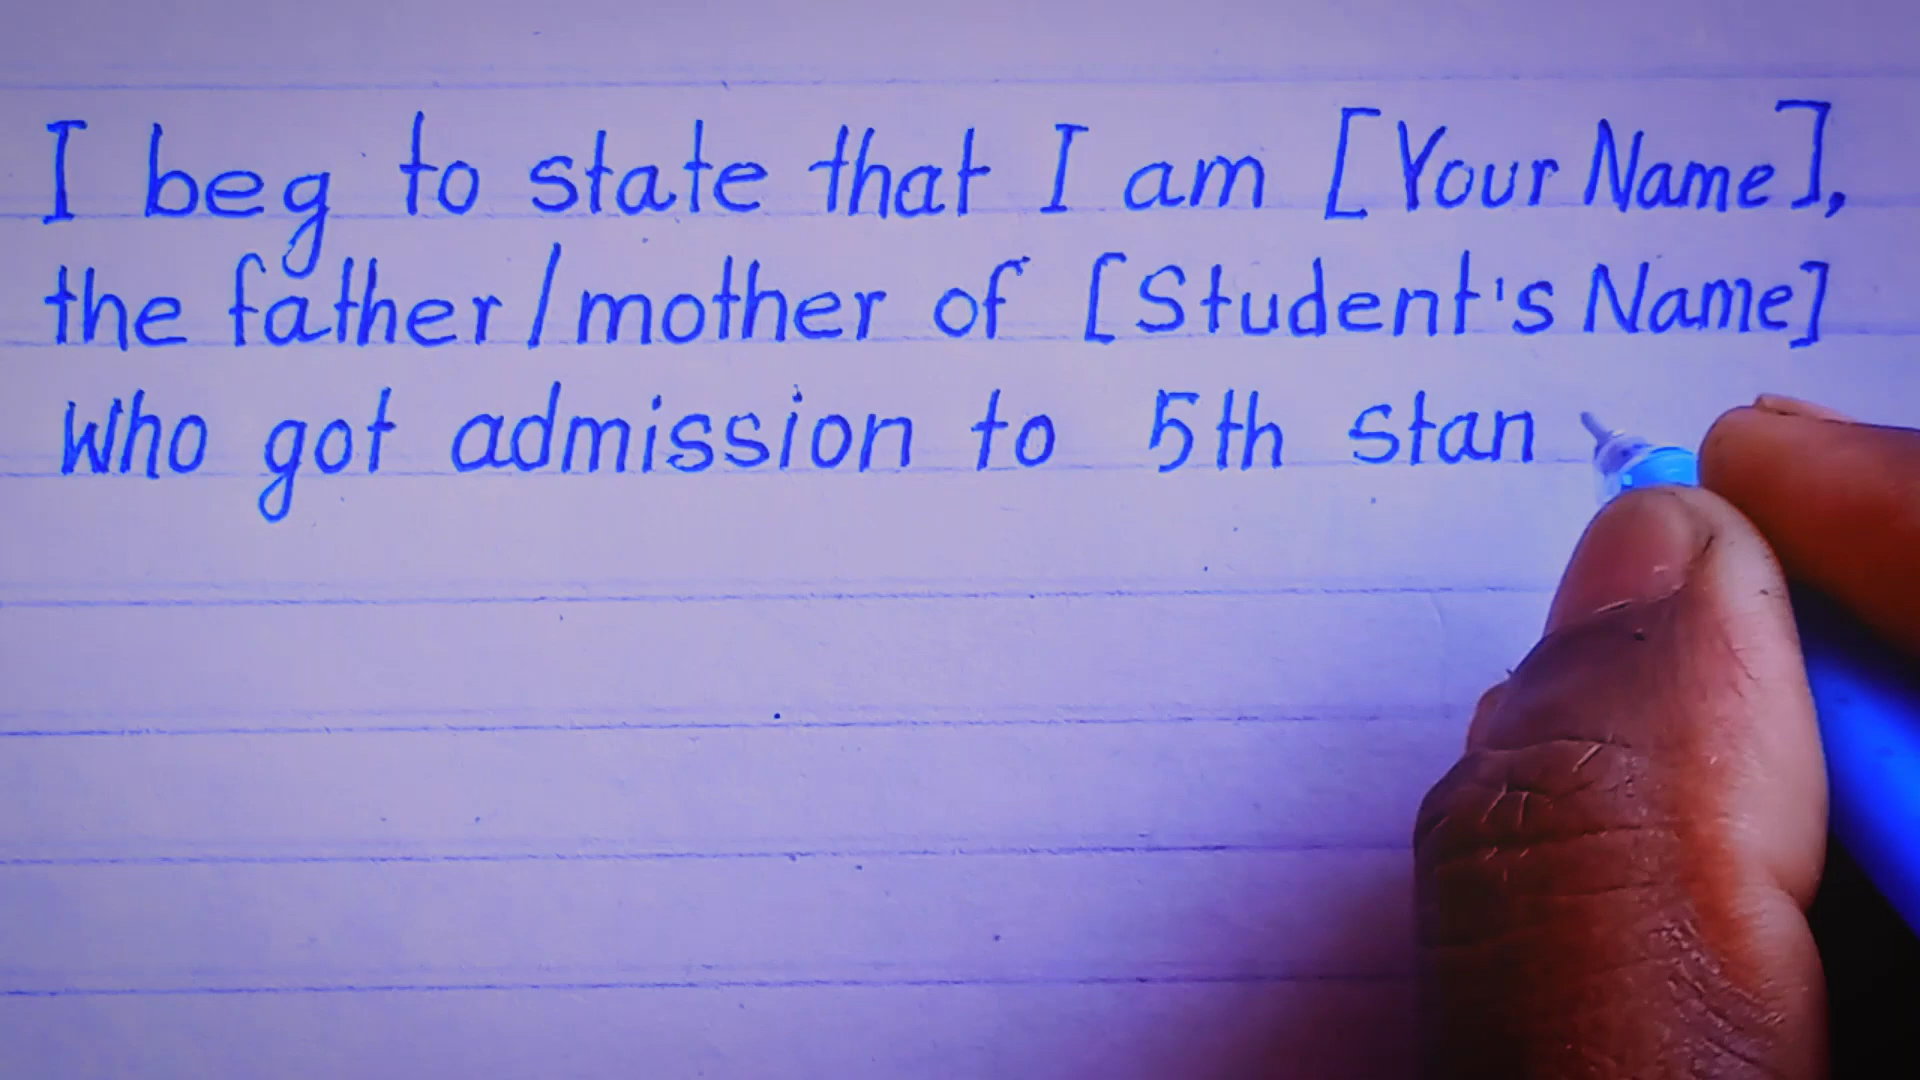 I beg to state that I am [Your Name],
the father/mother of [Student's Name]
who got admission to 5th stan